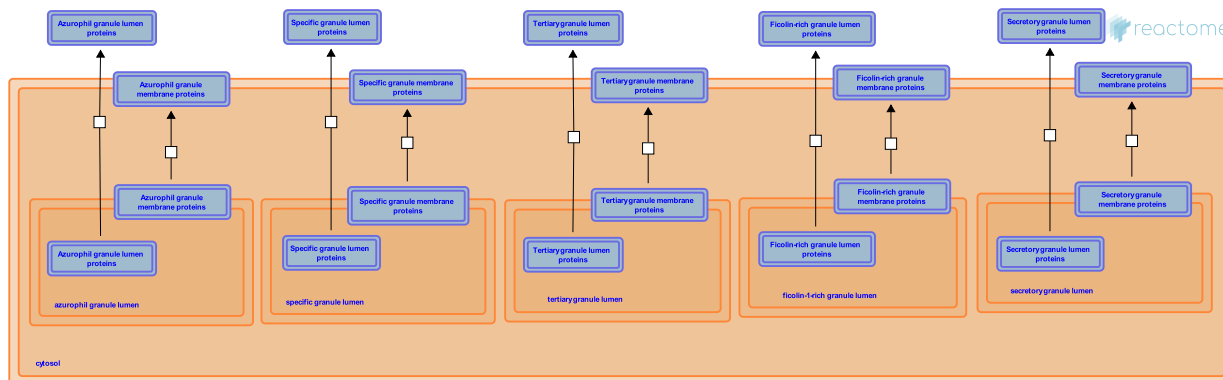 Azurophil granule lumen
proteins
Specific granule lumen
proteins
Tertiary granule lumen
proteins
Ficolin-rich granule lumen
proteins
Secretory granule lumen
proteins
reactome
Azurophil granule
membrane proteins
Specific granule membrane
proteins
Tertiary granule membrane
proteins
Ficolin-rich granule
membrane proteins
Secretory granule
membrane proteins
Azurophil granule
membrane proteins
Specific granule membrane
proteins
Tertiary granule membrane
proteins
Ficolin-rich granule
membrane proteins
Secretory granule
membrane proteins
Azurophil granule lumen
proteins
Specific granule lumen
proteins
Tertiary granule lumen
proteins
Ficolin-rich granule lumen
proteins
Secretory granule lumen
proteins
azurophil granule lumen
specific granule lumen
tertiary granule lumen
ficolin-1-rich granule lumen
secretory granule lumen
cytosol